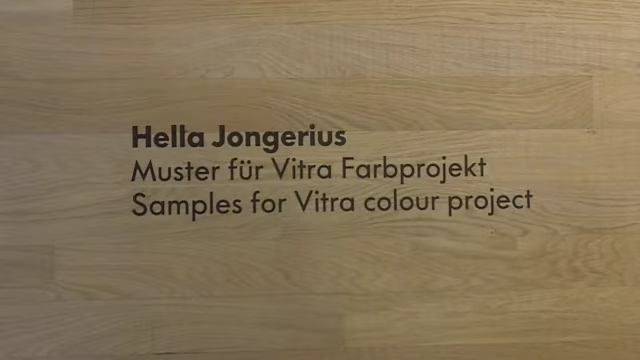 Hella Jongerius
Muster für Vitra Farbprojekt
Samples for Vitra colour project